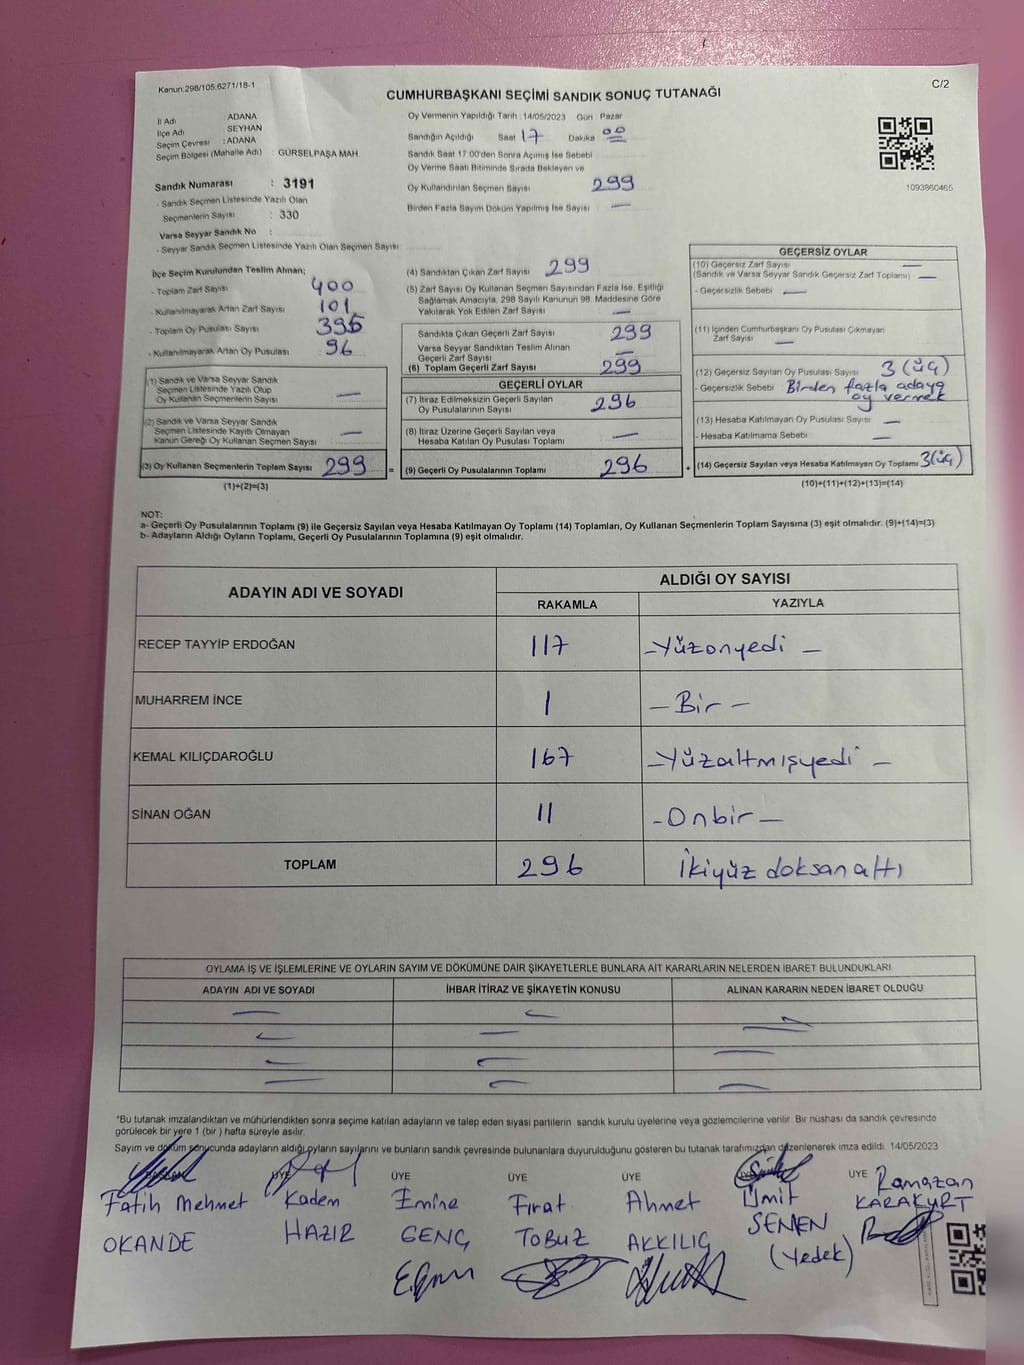 Kanun:298/105.6271/18-1
C/2
CUMHURBAŞKANI SEÇİMİ SANDIK SONUÇ TUTANAĞI
İl Adı ADANA
İlçe Adı SEYHAN
Seçim Çevresi : ADANA
Seçim Bölgesi (Mahalle Adı) : GÜRSELPAŞA MAH
Sandık Numarası : 3191
- Sandık Seçmen Listesinde Yazılı Olan
Seçmenlerin Sayısı : 330
Varsa Seyyar Sandık No :
- Seyyar Sandık Seçmen Listesinde Yazılı Olan Seçmen Sayısı
Oy Vermenin Yapıldığı Tarih : 14/05/2023 Gün Pazar
Sandığın Açıldığı Saat 17 Dakika 00
Sandık Saat 17.00'den Sonra Açımış İse Sebebi
Oy Verme Saati Bitiminde Sırada Bekleyen ve
Oy Kullandırılan Seçmen Sayısı 299
Birden Fazla Sayım Döküm Yapılmış İse Sayısı —
1093860465
İlçe Seçim Kurulundan Teslim Alınan;
- Toplam Zarf Sayısı 400
- Kullanılmayarak Artan Zarf Sayısı 101
- Toplam Oy Pusulası Sayısı 395
- Kullanılmayarak Artan Oy Pusulası 96
(1) Sandık ve Varsa Seyyar Sandık
Seçmen Listesinde Yazılı Olup
Oy Kullanan Seçmenlerin Sayısı —
(2) Sandık ve Varsa Seyyar Sandık
Seçmen Listesinde Kayıtlı Olmayan
Kanun Gereği Oy Kullanan Seçmen Sayısı —
(3) Oy Kullanan Seçmenlerin Toplam Sayısı 299 =
(1)+(2)=(3)
(4) Sandıktan Çıkan Zarf Sayısı 299
(5) Zarf Sayısı Oy Kullanan Seçmen Sayısından Fazla İse, Eşitliği
Sağlamak Amacıyla, 298 Sayılı Kanunun 98. Maddesine Göre
Yakılarak Yok Edilen Zarf Sayısı —
Sandıkta Çıkan Geçerli Zarf Sayısı 299
Varsa Seyyar Sandıktan Teslim Alınan
Geçerli Zarf Sayısı —
(6) Toplam Geçerli Zarf Sayısı 299
GEÇERLİ OYLAR
(7) İtiraz Edilmeksizin Geçerli Sayılan
Oy Pusulalarının Sayısı 296
(8) İtiraz Üzerine Geçerli Sayılan veya
Hesaba Katılan Oy Pusulası Toplamı —
(9) Geçerli Oy Pusulalarının Toplamı 296 +
GEÇERSİZ OYLAR
(10) Geçersiz Zarf Sayısı —
(Sandık ve Varsa Seyyar Sandık Geçersiz Zarf Toplamı) —
- Geçersizlik Sebebi —
(11) İçinden Cumhurbaşkanı Oy Pusulası Çıkmayan
Zarf Sayısı —
(12) Geçersiz Sayılan Oy Pusulası Sayısı 3 (üç)
- Geçersizlik Sebebi Birden fazla adaya
oy vermek
(13) Hesaba Katılmayan Oy Pusulası Sayısı —
- Hesaba Katılmama Sebebi —
(14) Geçersiz Sayılan veya Hesaba Katılmayan Oy Toplamı 3(üç)
(10)+(11)+(12)+(13)=(14)
NOT:
a- Geçerli Oy Pusulalarının Toplamı (9) ile Geçersiz Sayılan veya Hesaba Katılmayan Oy Toplamı (14) Toplamları, Oy Kullanan Seçmenlerin Toplam Sayısına (3) eşit olmalıdır. (9)+(14)=(3)
b- Adayların Aldığı Oyların Toplamı, Geçerli Oy Pusulalarının Toplamına (9) eşit olmalıdır.
ADAYIN ADI VE SOYADI ALDIĞI OY SAYISI
RAKAMLA YAZIYLA
RECEP TAYYİP ERDOĞAN 117 –Yüzonyedi –
MUHARREM İNCE 1 –Bir–
KEMAL KILIÇDAROĞLU 167 –Yüzaltmışyedi –
SİNAN OĞAN 11 –Onbir–
TOPLAM 296 İkiyüz doksanaltı
OYLAMA İŞ VE İŞLEMLERİNE VE OYLARIN SAYIM VE DÖKÜMÜNE DAİR ŞİKAYETLERLE BUNLARA AİT KARARLARIN NELERDEN İBARET BULUNDUKLARI
ADAYIN ADI VE SOYADI İHBAR İTİRAZ VE ŞİKAYETİN KONUSU ALINAN KARARIN NEDEN İBARET OLDUĞU
*Bu tutanak imzalandıktan ve mühürlendikten sonra seçime katılan adayların ve talep eden siyasi partilerin sandık kurulu üyelerine veya gözlemcilerine verilir. Bir nüshası da sandık çevresinde
görülecek bir yere 1 (bir) hafta süreyle asılır.
Sayım ve döküm sonucunda adayların aldığı oyların sayılarını ve bunların sandık çevresinde bulunanlara duyurulduğunu gösteren bu tutanak tarafımızdan düzenlenerek imza edildi. 14/05/2023
ÜYE ÜYE ÜYE ÜYE ÜYE
Fatih Mehmet Kadem Emine Fırat Ahmet Ümit Ramazan
OKANDE HAZIR GENÇ TOBUZ AKKILIÇ SEMEN KARAKURT
(Yedek)